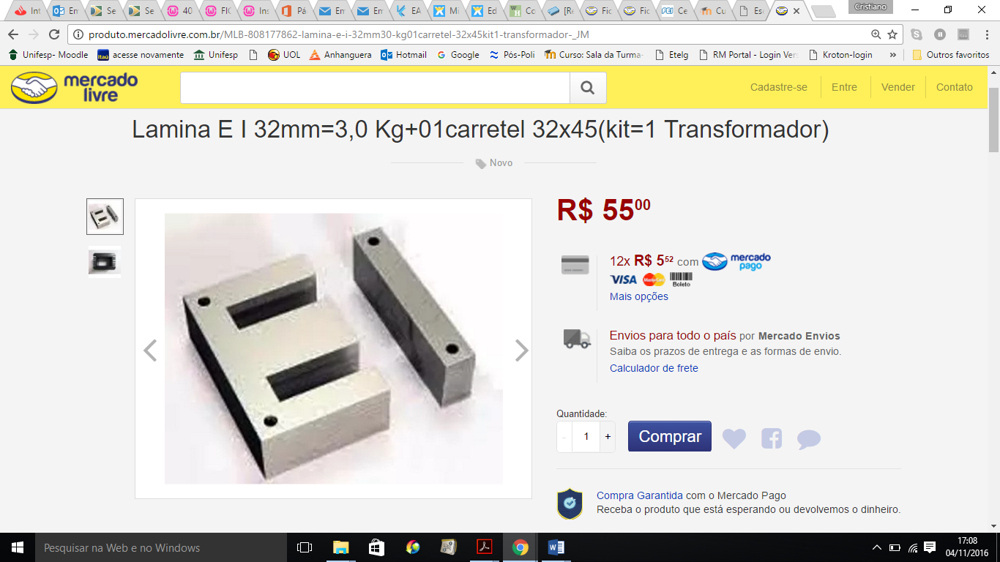 Int
Em
Se
Se
40
FIC
Ins
Pá
Em
Em
EA
Mi
Ed
Co
[Re
Fic
Fic
Ce
Cu
Esc
Cristiano
produto.mercadolivre.com.br/MLB-808177862-lamina-e-i-32mm30-kg01carretel-32x45kit1-transformador-_JM
Unifesp- Moodle
acesse novamente
Unifesp
UOL
Anhanguera
Hotmail
Google
Pós-Poli
Curso: Sala da Turma-
Etelg
RM Portal - Login Vers
Kroton-login
»
Outros favoritos
mercado
livre
Cadastre-se
Entre
Vender
Contato
Lamina E I 32mm=3,0 Kg+01carretel 32x45(kit=1 Transformador)
Novo
R$ 55 00
12x R$ 5 52 com mercado pago
VISA MasterCard Boleto
Mais opções
Envios para todo o país por Mercado Envios
Saiba os prazos de entrega e as formas de envio.
Calculador de frete
Quantidade:
- 1 +
Comprar
Compra Garantida com o Mercado Pago
Receba o produto que está esperando ou devolvemos o dinheiro.
Pesquisar na Web e no Windows
17:08
04/11/2016